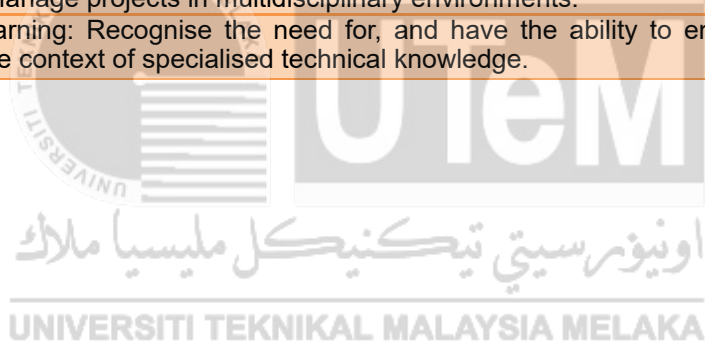 manage projects in multidisciplinary environments.
arning: Recognise the need for, and have the ability to en
e context of specialised technical knowledge.
UTeM
اونيۏرسيتي تيكنيكل مليسيا ملاك
UNIVERSITI TEKNIKAL MALAYSIA MELAKA